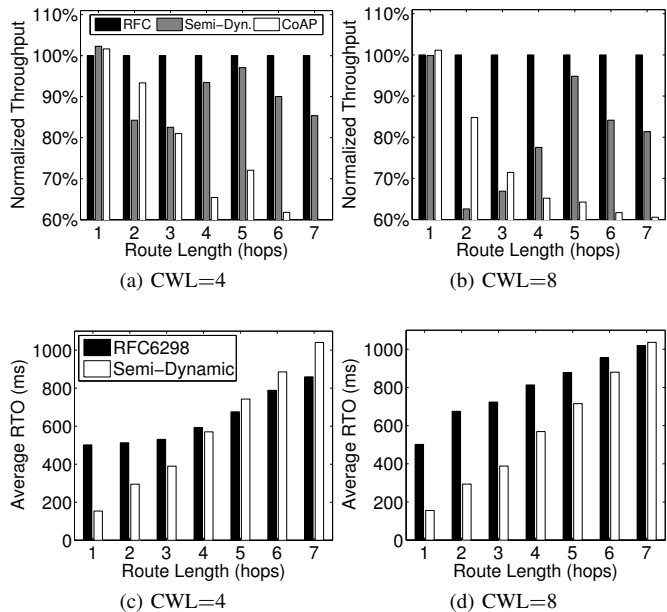 110%
100%
90%
80%
70%
60%
Normalized Throughput
RFC Semi-Dyn. CoAP
1 2 3 4 5 6 7
Route Length (hops)
(a) CWL=4
110%
100%
90%
80%
70%
60%
Normalized Throughput
1 2 3 4 5 6 7
Route Length (hops)
(b) CWL=8
1000
800
600
400
200
0
Average RTO (ms)
RFC6298
Semi-Dynamic
1 2 3 4 5 6 7
Route Length (hops)
(c) CWL=4
1000
800
600
400
200
0
Average RTO (ms)
1 2 3 4 5 6 7
Route Length (hops)
(d) CWL=8